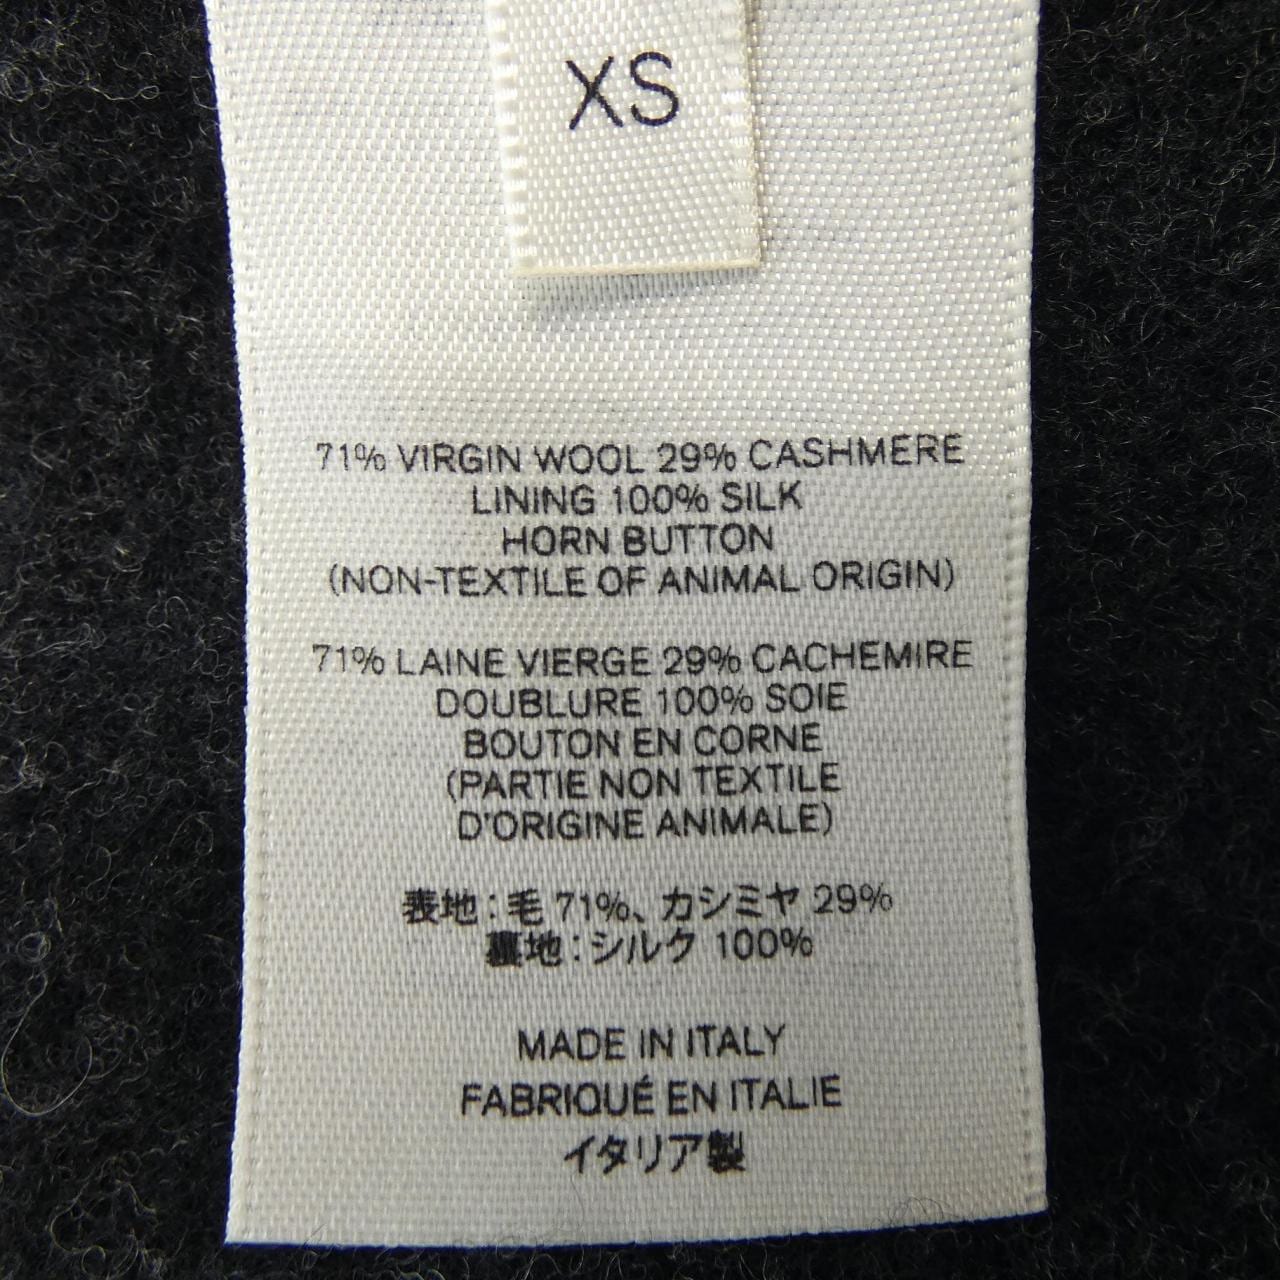 XS
71% VIRGIN WOOL 29% CASHMERE
LINING 100% SILK
HORN BUTTON
(NON-TEXTILE OF ANIMAL ORIGIN)
71% LAINE VIERGE 29% CACHEMIRE
DOUBLURE 100% SOIE
BOUTON EN CORNE
(PARTIE NON TEXTILE
D'ORIGINE ANIMALE)
表地：毛 71%、カシミヤ 29%
裏地：シルク 100%
MADE IN ITALY
FABRIQUÉ EN ITALIE
イタリア製